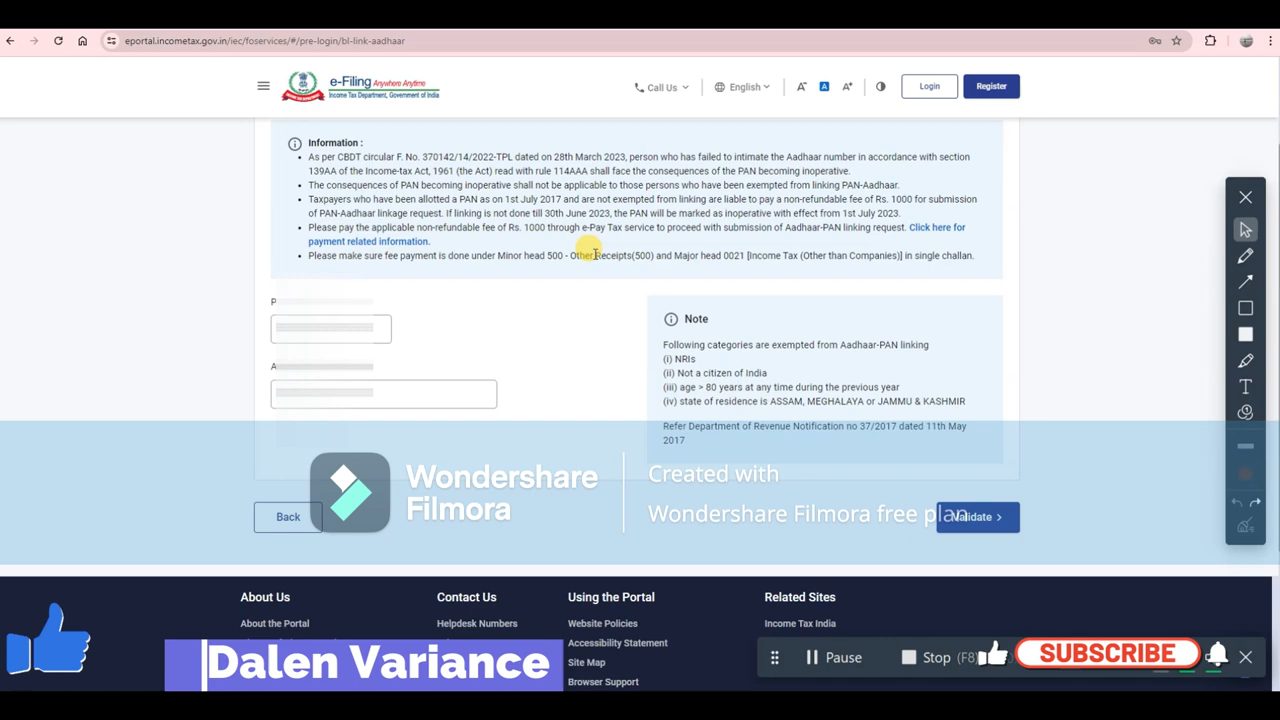 eportal.incometax.gov.in/iec/foservices/#/pre-login/bl-link-aadhaar
e-Filing Anywhere Anytime
Income Tax Department, Government of India
Call Us
English
A-
A
A+
Login
Register
Information :
As per CBDT circular F. No. 370142/14/2022-TPL dated on 28th March 2023, person who has failed to intimate the Aadhaar number in accordance with section
139AA of the Income-tax Act, 1961 (the Act) read with rule 114AAA shall face the consequences of the PAN becoming inoperative.
The consequences of PAN becoming inoperative shall not be applicable to those persons who have been exempted from linking PAN-Aadhaar.
Taxpayers who have been allotted a PAN as on 1st July 2017 and are not exempted from linking are liable to pay a non-refundable fee of Rs. 1000 for submission
of PAN-Aadhaar linkage request. If linking is not done till 30th June 2023, the PAN will be marked as inoperative with effect from 1st July 2023.
Please pay the applicable non-refundable fee of Rs. 1000 through e-Pay Tax service to proceed with submission of Aadhaar-PAN linking request. Click here for
payment related information.
Please make sure fee payment is done under Minor head 500 - Other Receipts(500) and Major head 0021 [Income Tax (Other than Companies)] in single challan.
P
A
Note
Following categories are exempted from Aadhaar-PAN linking
(i) NRIs
(ii) Not a citizen of India
(iii) age > 80 years at any time during the previous year
(iv) state of residence is ASSAM, MEGHALAYA or JAMMU & KASHMIR
Refer Department of Revenue Notification no 37/2017 dated 11th May
2017
Wondershare
Filmora
Created with
Wondershare Filmora free plan
Back
Validate >
About Us
Contact Us
Using the Portal
Related Sites
About the Portal
Helpdesk Numbers
Website Policies
Income Tax India
Accessibility Statement
Site Map
Browser Support
Dalen Variance
Pause
Stop (F8)
SUBSCRIBE
T